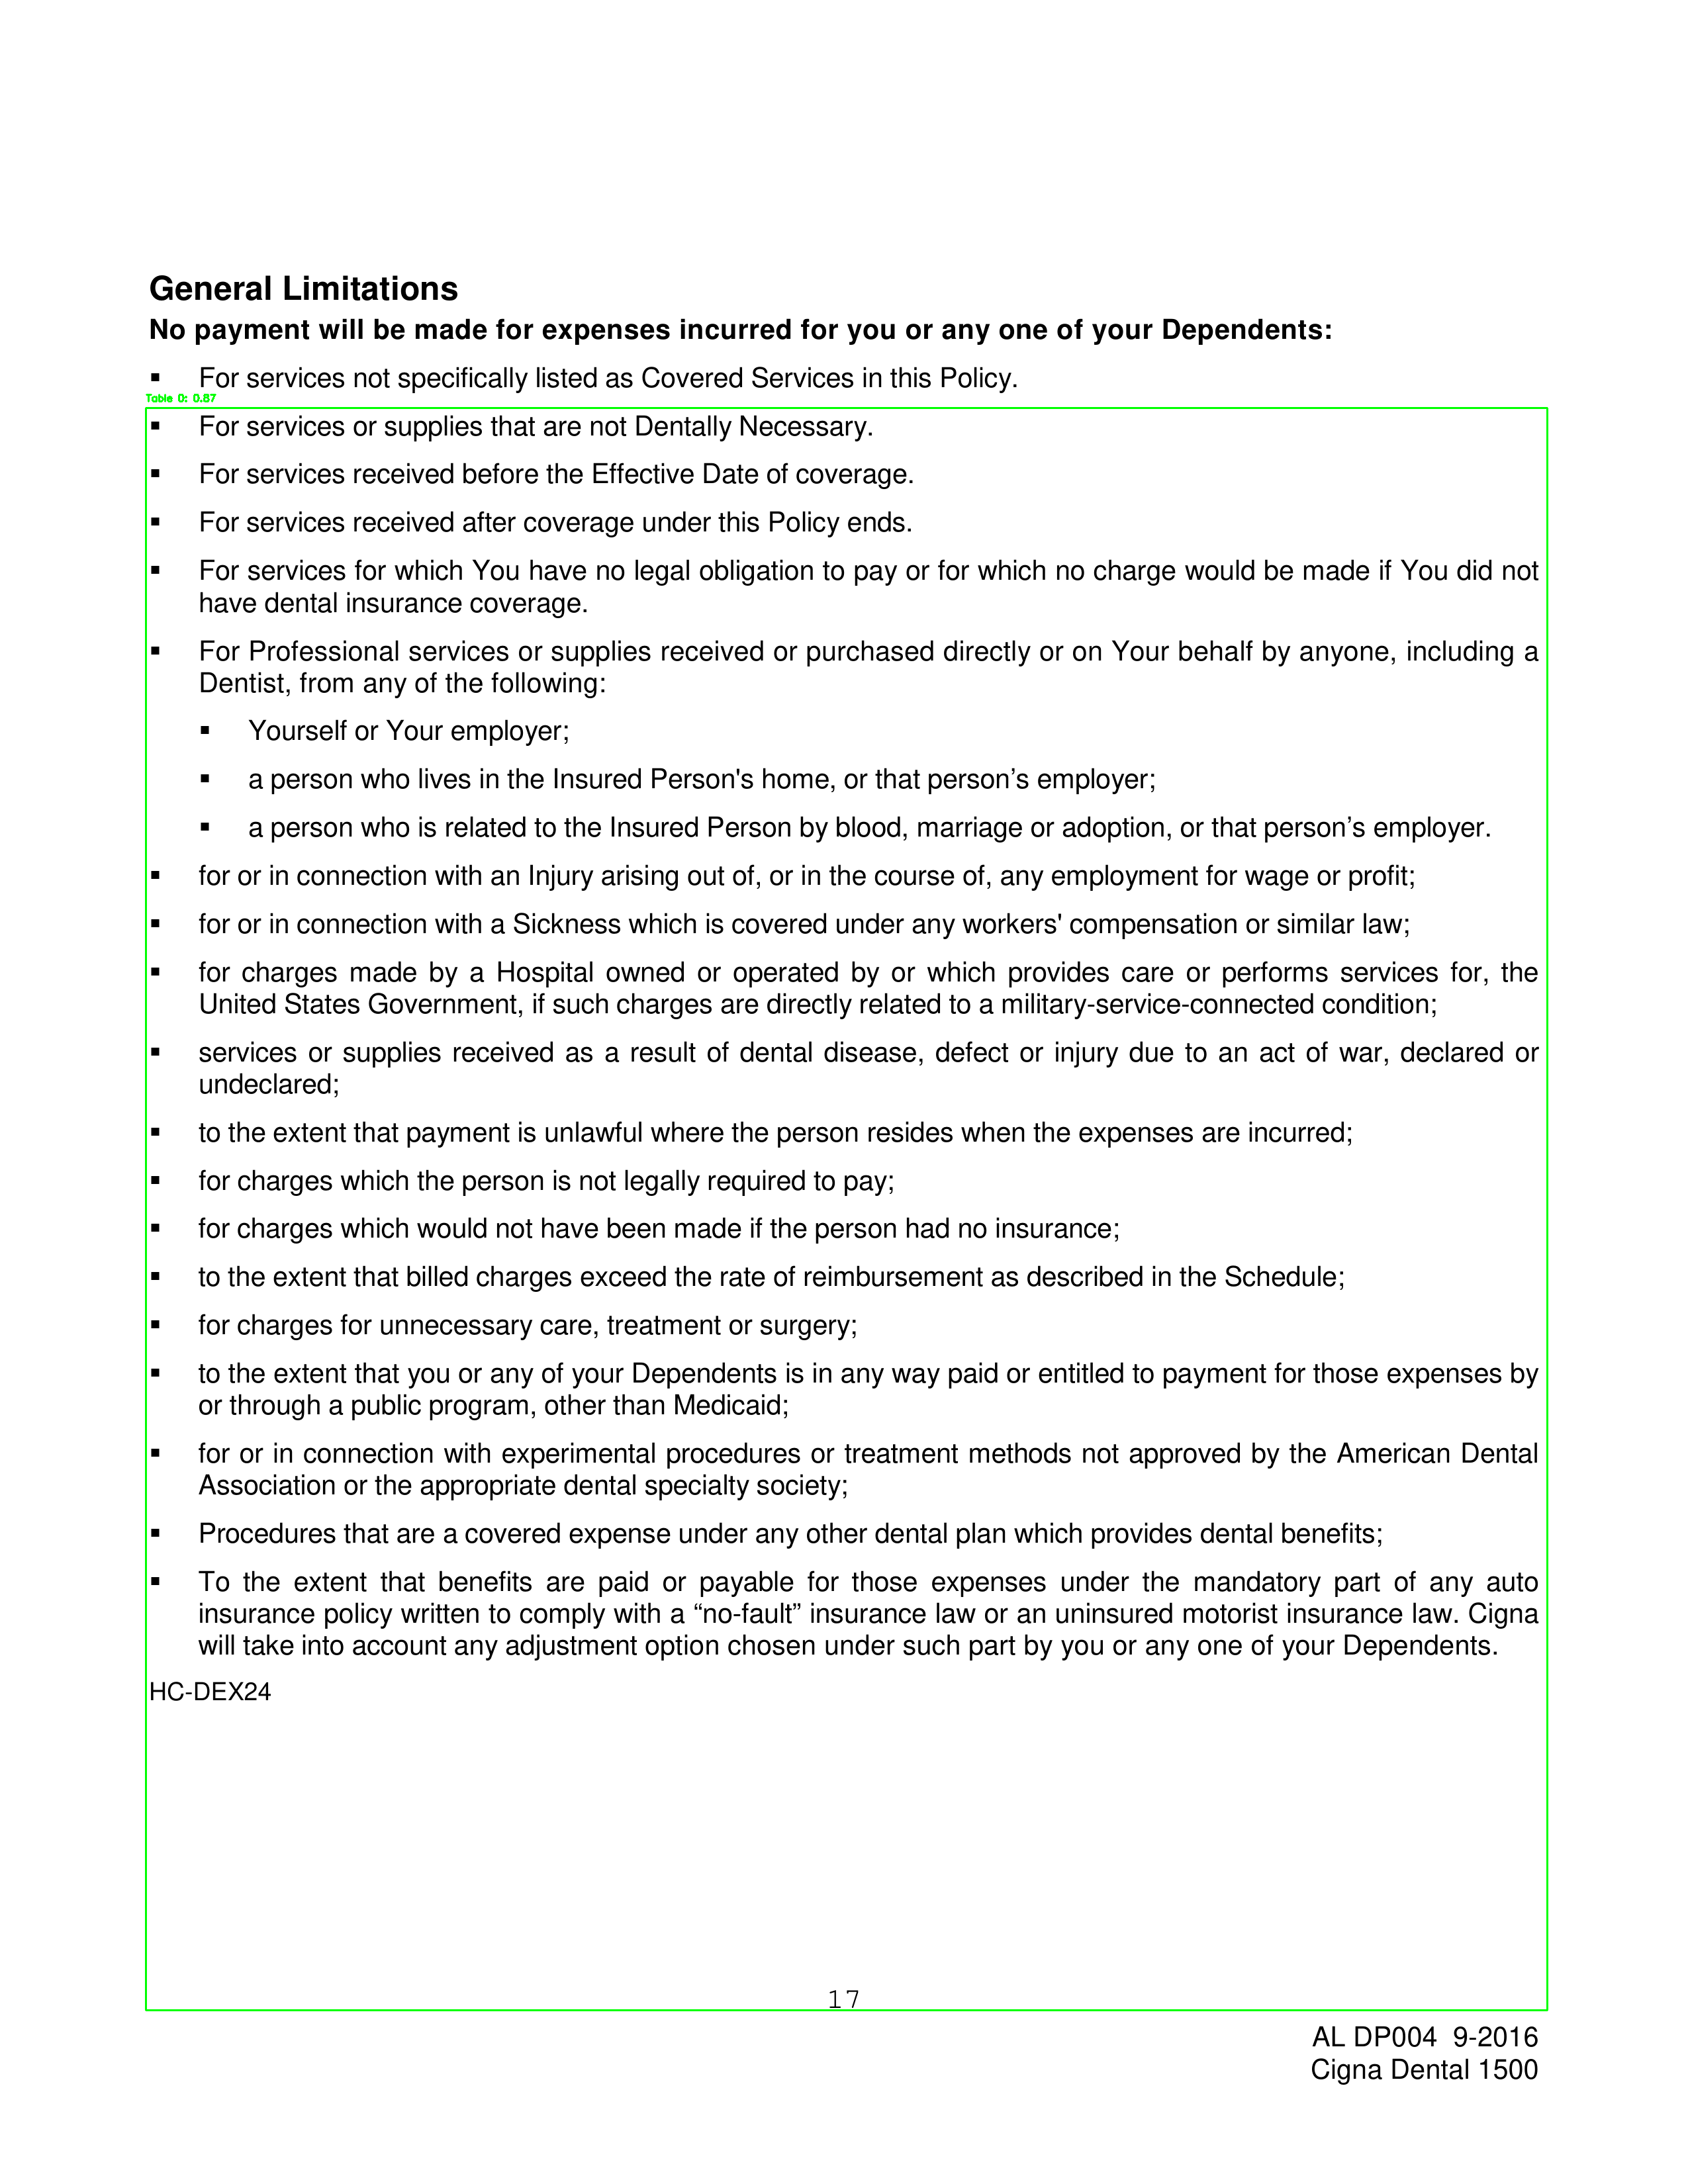 General Limitations
No payment will be made for expenses incurred for you or any one of your Dependents:
▪ For services not specifically listed as Covered Services in this Policy.
Table 0: 0.87
▪ For services or supplies that are not Dentally Necessary.
▪ For services received before the Effective Date of coverage.
▪ For services received after coverage under this Policy ends.
▪ For services for which You have no legal obligation to pay or for which no charge would be made if You did not
have dental insurance coverage.
▪ For Professional services or supplies received or purchased directly or on Your behalf by anyone, including a
Dentist, from any of the following:
▪ Yourself or Your employer;
▪ a person who lives in the Insured Person's home, or that person’s employer;
▪ a person who is related to the Insured Person by blood, marriage or adoption, or that person’s employer.
▪ for or in connection with an Injury arising out of, or in the course of, any employment for wage or profit;
▪ for or in connection with a Sickness which is covered under any workers' compensation or similar law;
▪ for charges made by a Hospital owned or operated by or which provides care or performs services for, the
United States Government, if such charges are directly related to a military-service-connected condition;
▪ services or supplies received as a result of dental disease, defect or injury due to an act of war, declared or
undeclared;
▪ to the extent that payment is unlawful where the person resides when the expenses are incurred;
▪ for charges which the person is not legally required to pay;
▪ for charges which would not have been made if the person had no insurance;
▪ to the extent that billed charges exceed the rate of reimbursement as described in the Schedule;
▪ for charges for unnecessary care, treatment or surgery;
▪ to the extent that you or any of your Dependents is in any way paid or entitled to payment for those expenses by
or through a public program, other than Medicaid;
▪ for or in connection with experimental procedures or treatment methods not approved by the American Dental
Association or the appropriate dental specialty society;
▪ Procedures that are a covered expense under any other dental plan which provides dental benefits;
▪ To the extent that benefits are paid or payable for those expenses under the mandatory part of any auto
insurance policy written to comply with a “no-fault” insurance law or an uninsured motorist insurance law. Cigna
will take into account any adjustment option chosen under such part by you or any one of your Dependents.
HC-DEX24
17
AL DP004  9-2016
Cigna Dental 1500